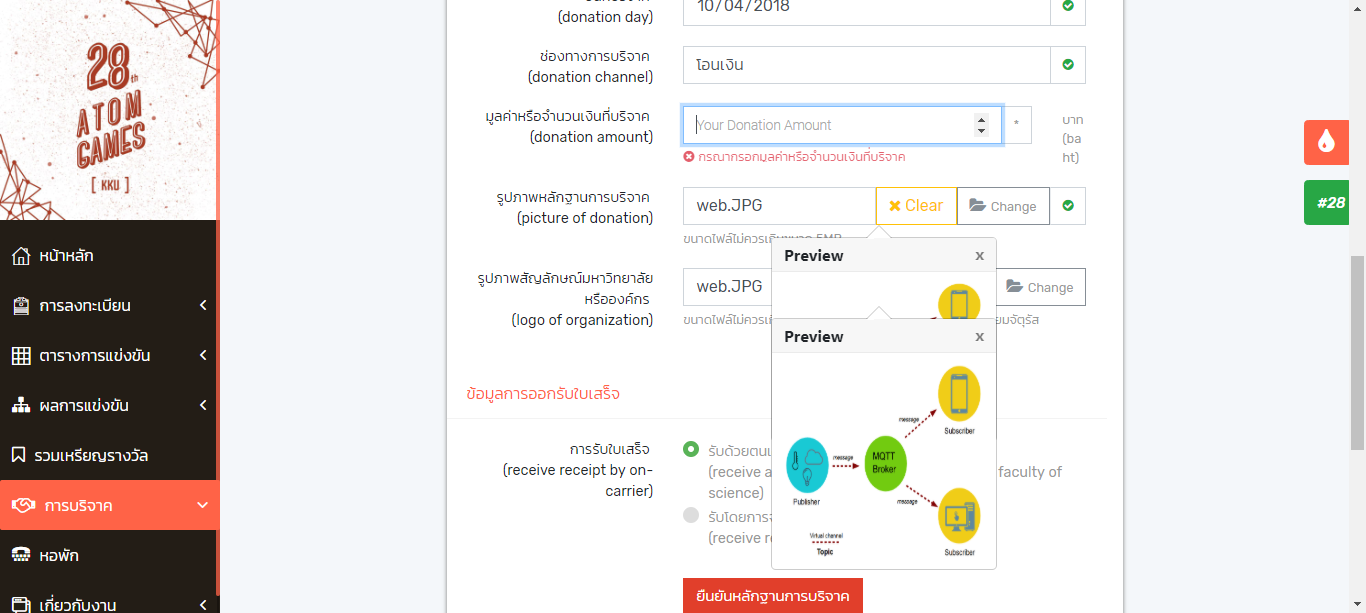 28th
ATOM
GAMES
[ KKU ]
หน้าหลัก
การลงทะเบียน
ตารางการแข่งขัน
ผลการแข่งขัน
รวมเหรียญรางวัล
การบริจาค
หอพัก
เกี่ยวกับงาน
(donation day)
10/04/2018
ช่องทางการบริจาค
(donation channel)
โอนเงิน
มูลค่าหรือจำนวนเงินที่บริจาค
(donation amount)
Your Donation Amount
*
บาท
(ba
ht)
กรุณากรอกมูลค่าหรือจำนวนเงินที่บริจาค
รูปภาพหลักฐานการบริจาค
(picture of donation)
web.JPG
Clear
Change
ขนาดไฟล์ไม่ควรเกินขนาด 5MB
รูปภาพสัญลักษณ์มหาวิทยาลัย
หรือองค์กร
(logo of organization)
web.JPG
Change
ขนาดไฟล์ไม่ควร
Preview
x
Preview
x
message
Subscriber
message
MQTT
Broker
Publisher
message
Virtual channel
Topic
Subscriber
ข้อมูลการออกรับใบเสร็จ
การรับใบเสร็จ
(receive receipt by on-
carrier)
รับด้วยตนเ
(receive a
faculty of
science)
รับโดยการจ
(receive re
ยืนยันหลักฐานการบริจาค
#28